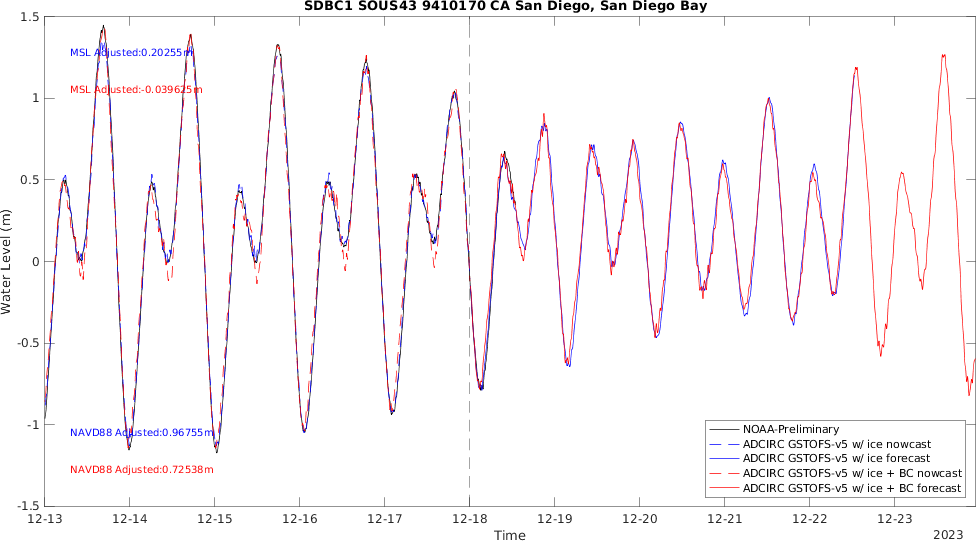 SDBC1 SOUS43 9410170 CA San Diego, San Diego Bay
1.5
MSL Adjusted:0.20255m
MSL Adjusted:-0.039625m
1
0.5
0
-0.5
-1
-1.5
Water Level (m)
NAVD88 Adjusted:0.96755m
NAVD88 Adjusted:0.72538m
NOAA-Preliminary
ADCIRC GSTOFS-v5 w/ ice nowcast
ADCIRC GSTOFS-v5 w/ ice forecast
ADCIRC GSTOFS-v5 w/ ice + BC nowcast
ADCIRC GSTOFS-v5 w/ ice + BC forecast
12-13 12-14 12-15 12-16 12-17 12-18 12-19 12-20 12-21 12-22 12-23
Time
2023